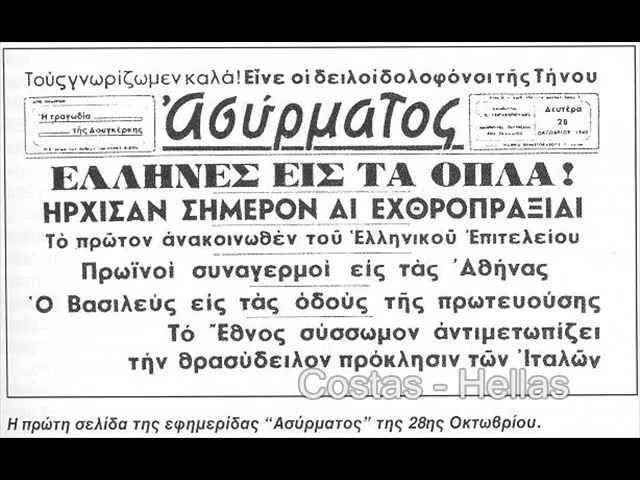 Τοὺς γνωρίζωμεν καλά! Εἶνε οἱ δειλοὶ δολοφόνοι τῆς Τήνου
Ἡ τραγωδία
τῆς Δουγκέρκης
Ἀσύρματος
Δευτέρα
28
ΟΚΤΩΒΡΙΟΥ 1940
ΕΛΛΗΝΕΣ ΕΙΣ ΤΑ ΟΠΛΑ!
ΗΡΧΙΣΑΝ ΣΗΜΕΡΟΝ ΑΙ ΕΧΘΡΟΠΡΑΞΙΑΙ
Τὸ πρῶτον ἀνακοινωθὲν τοῦ Ἑλληνικοῦ Ἐπιτελείου
Πρωϊνοὶ συναγερμοὶ εἰς τὰς Ἀθήνας
Ὁ Βασιλεὺς εἰς τὰς ὁδοὺς τῆς πρωτευούσης
Τὸ Ἔθνος σύσσωμον ἀντιμετωπίζει
τὴν θρασύδειλον πρόκλησιν τῶν Ἰταλῶν
Costas - Hellas
Η πρώτη σελίδα της εφημερίδας “Ασύρματος” της 28ης Οκτωβρίου.